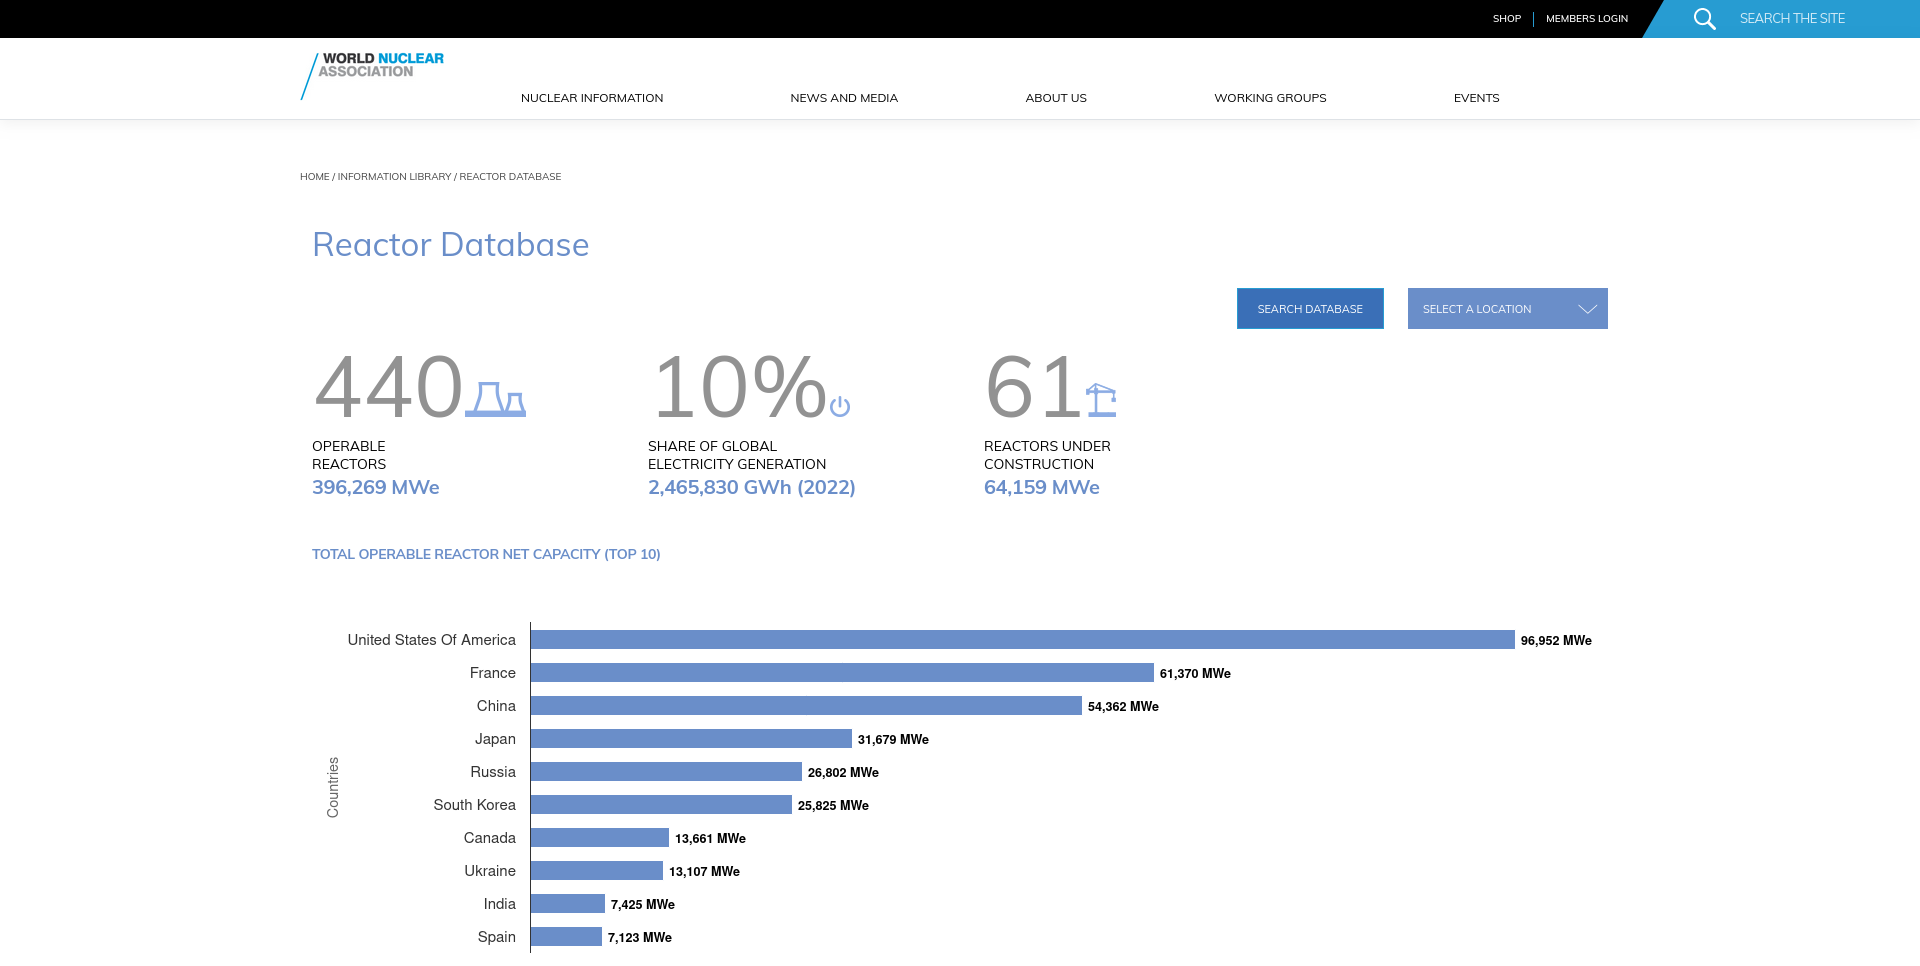 SHOP
MEMBERS LOGIN
SEARCH THE SITE
WORLD NUCLEAR
ASSOCIATION
NUCLEAR INFORMATION
NEWS AND MEDIA
ABOUT US
WORKING GROUPS
EVENTS
HOME / INFORMATION LIBRARY / REACTOR DATABASE
Reactor Database
SEARCH DATABASE
SELECT A LOCATION
440
OPERABLE
REACTORS
396,269 MWe
10%
SHARE OF GLOBAL
ELECTRICITY GENERATION
2,465,830 GWh (2022)
61
REACTORS UNDER
CONSTRUCTION
64,159 MWe
TOTAL OPERABLE REACTOR NET CAPACITY (TOP 10)
Countries
United States Of America 96,952 MWe
France 61,370 MWe
China 54,362 MWe
Japan 31,679 MWe
Russia 26,802 MWe
South Korea 25,825 MWe
Canada 13,661 MWe
Ukraine 13,107 MWe
India 7,425 MWe
Spain 7,123 MWe